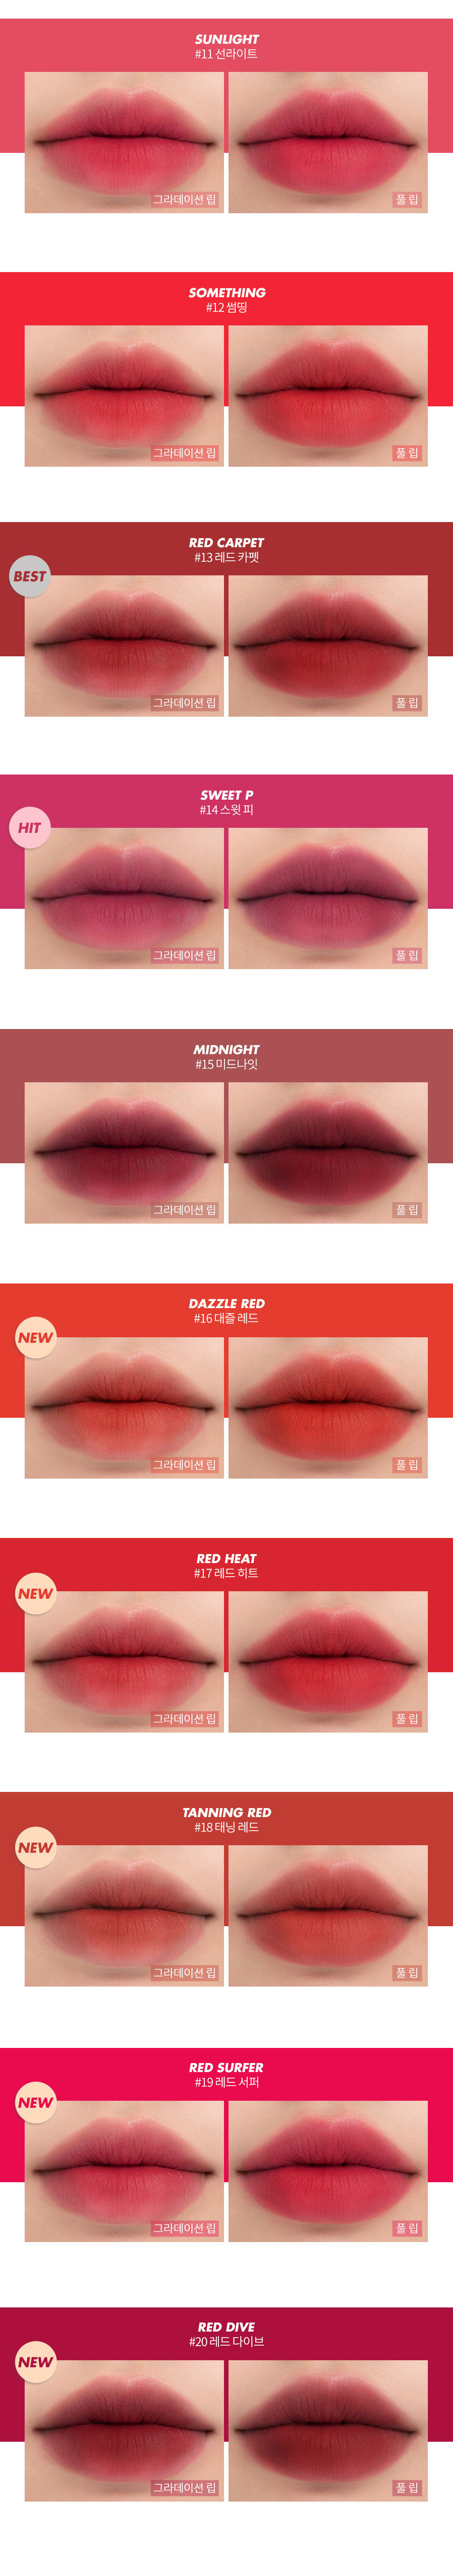 SUNLIGHT
#11 선라이트
그라데이션 립
풀 립
SOMETHING
#12 썸띵
그라데이션 립
풀 립
RED CARPET
#13 레드 카펫
BEST
그라데이션 립
풀 립
SWEET P
#14 스윗 피
HIT
그라데이션 립
풀 립
MIDNIGHT
#15 미드나잇
그라데이션 립
풀 립
DAZZLE RED
#16 대즐 레드
NEW
그라데이션 립
풀 립
RED HEAT
#17 레드 히트
NEW
그라데이션 립
풀 립
TANNING RED
#18 태닝 레드
NEW
그라데이션 립
풀 립
RED SURFER
#19 레드 서퍼
NEW
그라데이션 립
풀 립
RED DIVE
#20 레드 다이브
NEW
그라데이션 립
풀 립